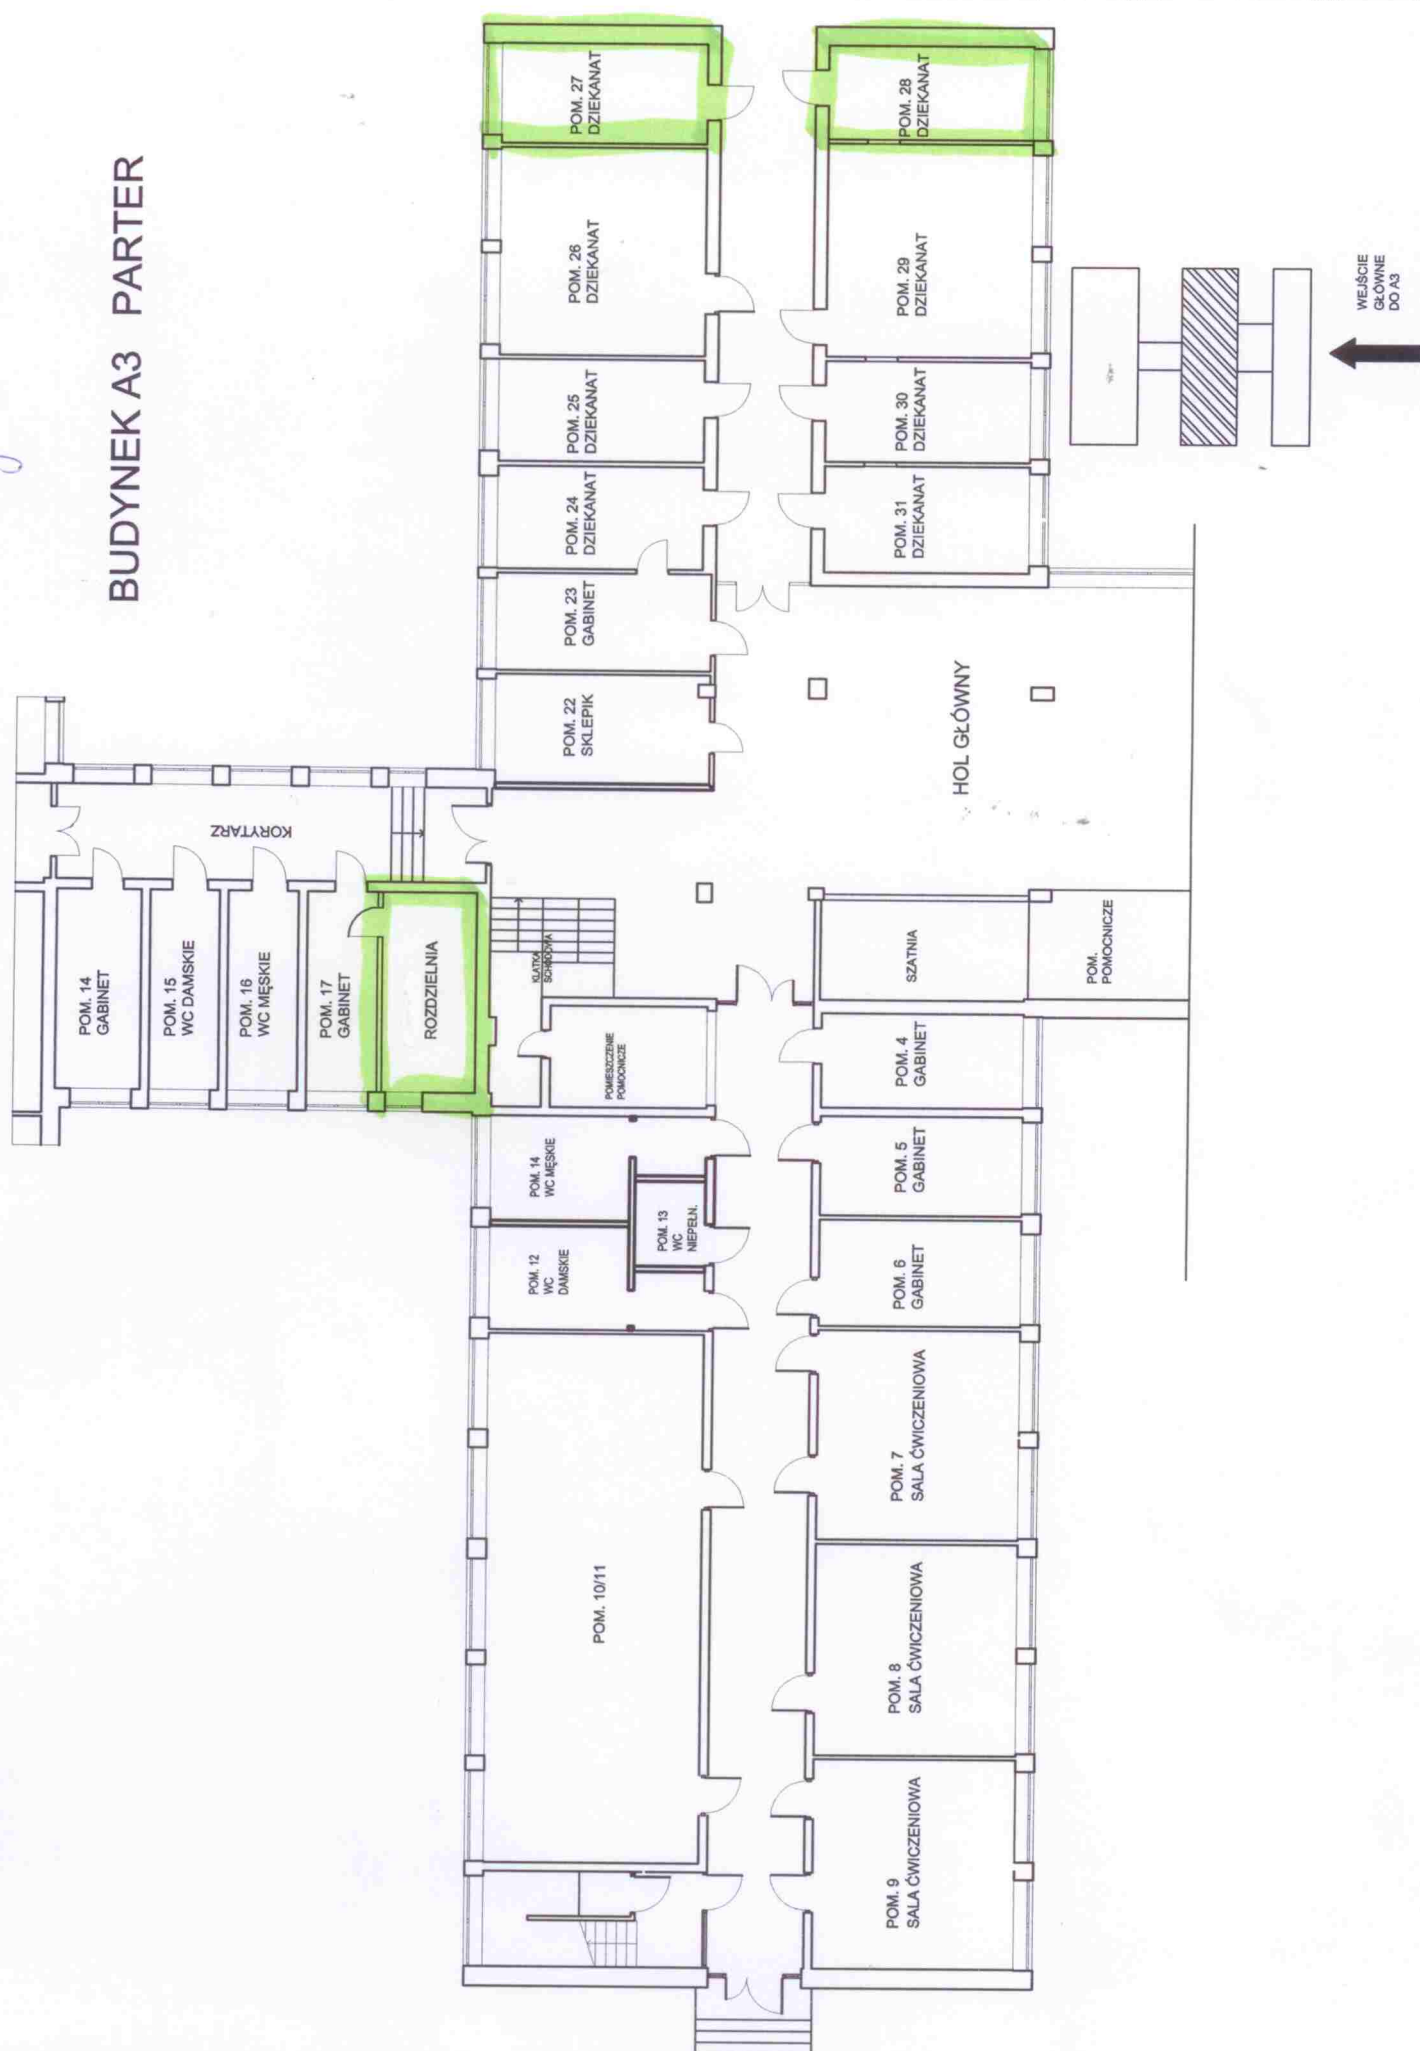 BUDYNEK A3 PARTER
POM. 14
GABINET
POM. 15
WC DAMSKIE
POM. 16
WC MĘSKIE
POM. 17
GABINET
ROZDZIELNIA
KORYTARZ
KLATKA
SCHODOWA
POMIESZCZENIE
POMOCNICZE
POM. 14
WC MĘSKIE
POM. 13
WC
NIEPEŁN.
POM. 12
WC
DAMSKIE
POM. 10/11
POM. 22
SKLEPIK
POM. 23
GABINET
POM. 24
DZIEKANAT
POM. 25
DZIEKANAT
POM. 26
DZIEKANAT
POM. 27
DZIEKANAT
POM. 28
DZIEKANAT
POM. 29
DZIEKANAT
POM. 30
DZIEKANAT
POM. 31
DZIEKANAT
HOL GŁÓWNY
SZATNIA
POM.
POMOCNICZE
POM. 4
GABINET
POM. 5
GABINET
POM. 6
GABINET
POM. 7
SALA ĆWICZENIOWA
POM. 8
SALA ĆWICZENIOWA
POM. 9
SALA ĆWICZENIOWA
WEJŚCIE
GŁÓWNE
DO A3